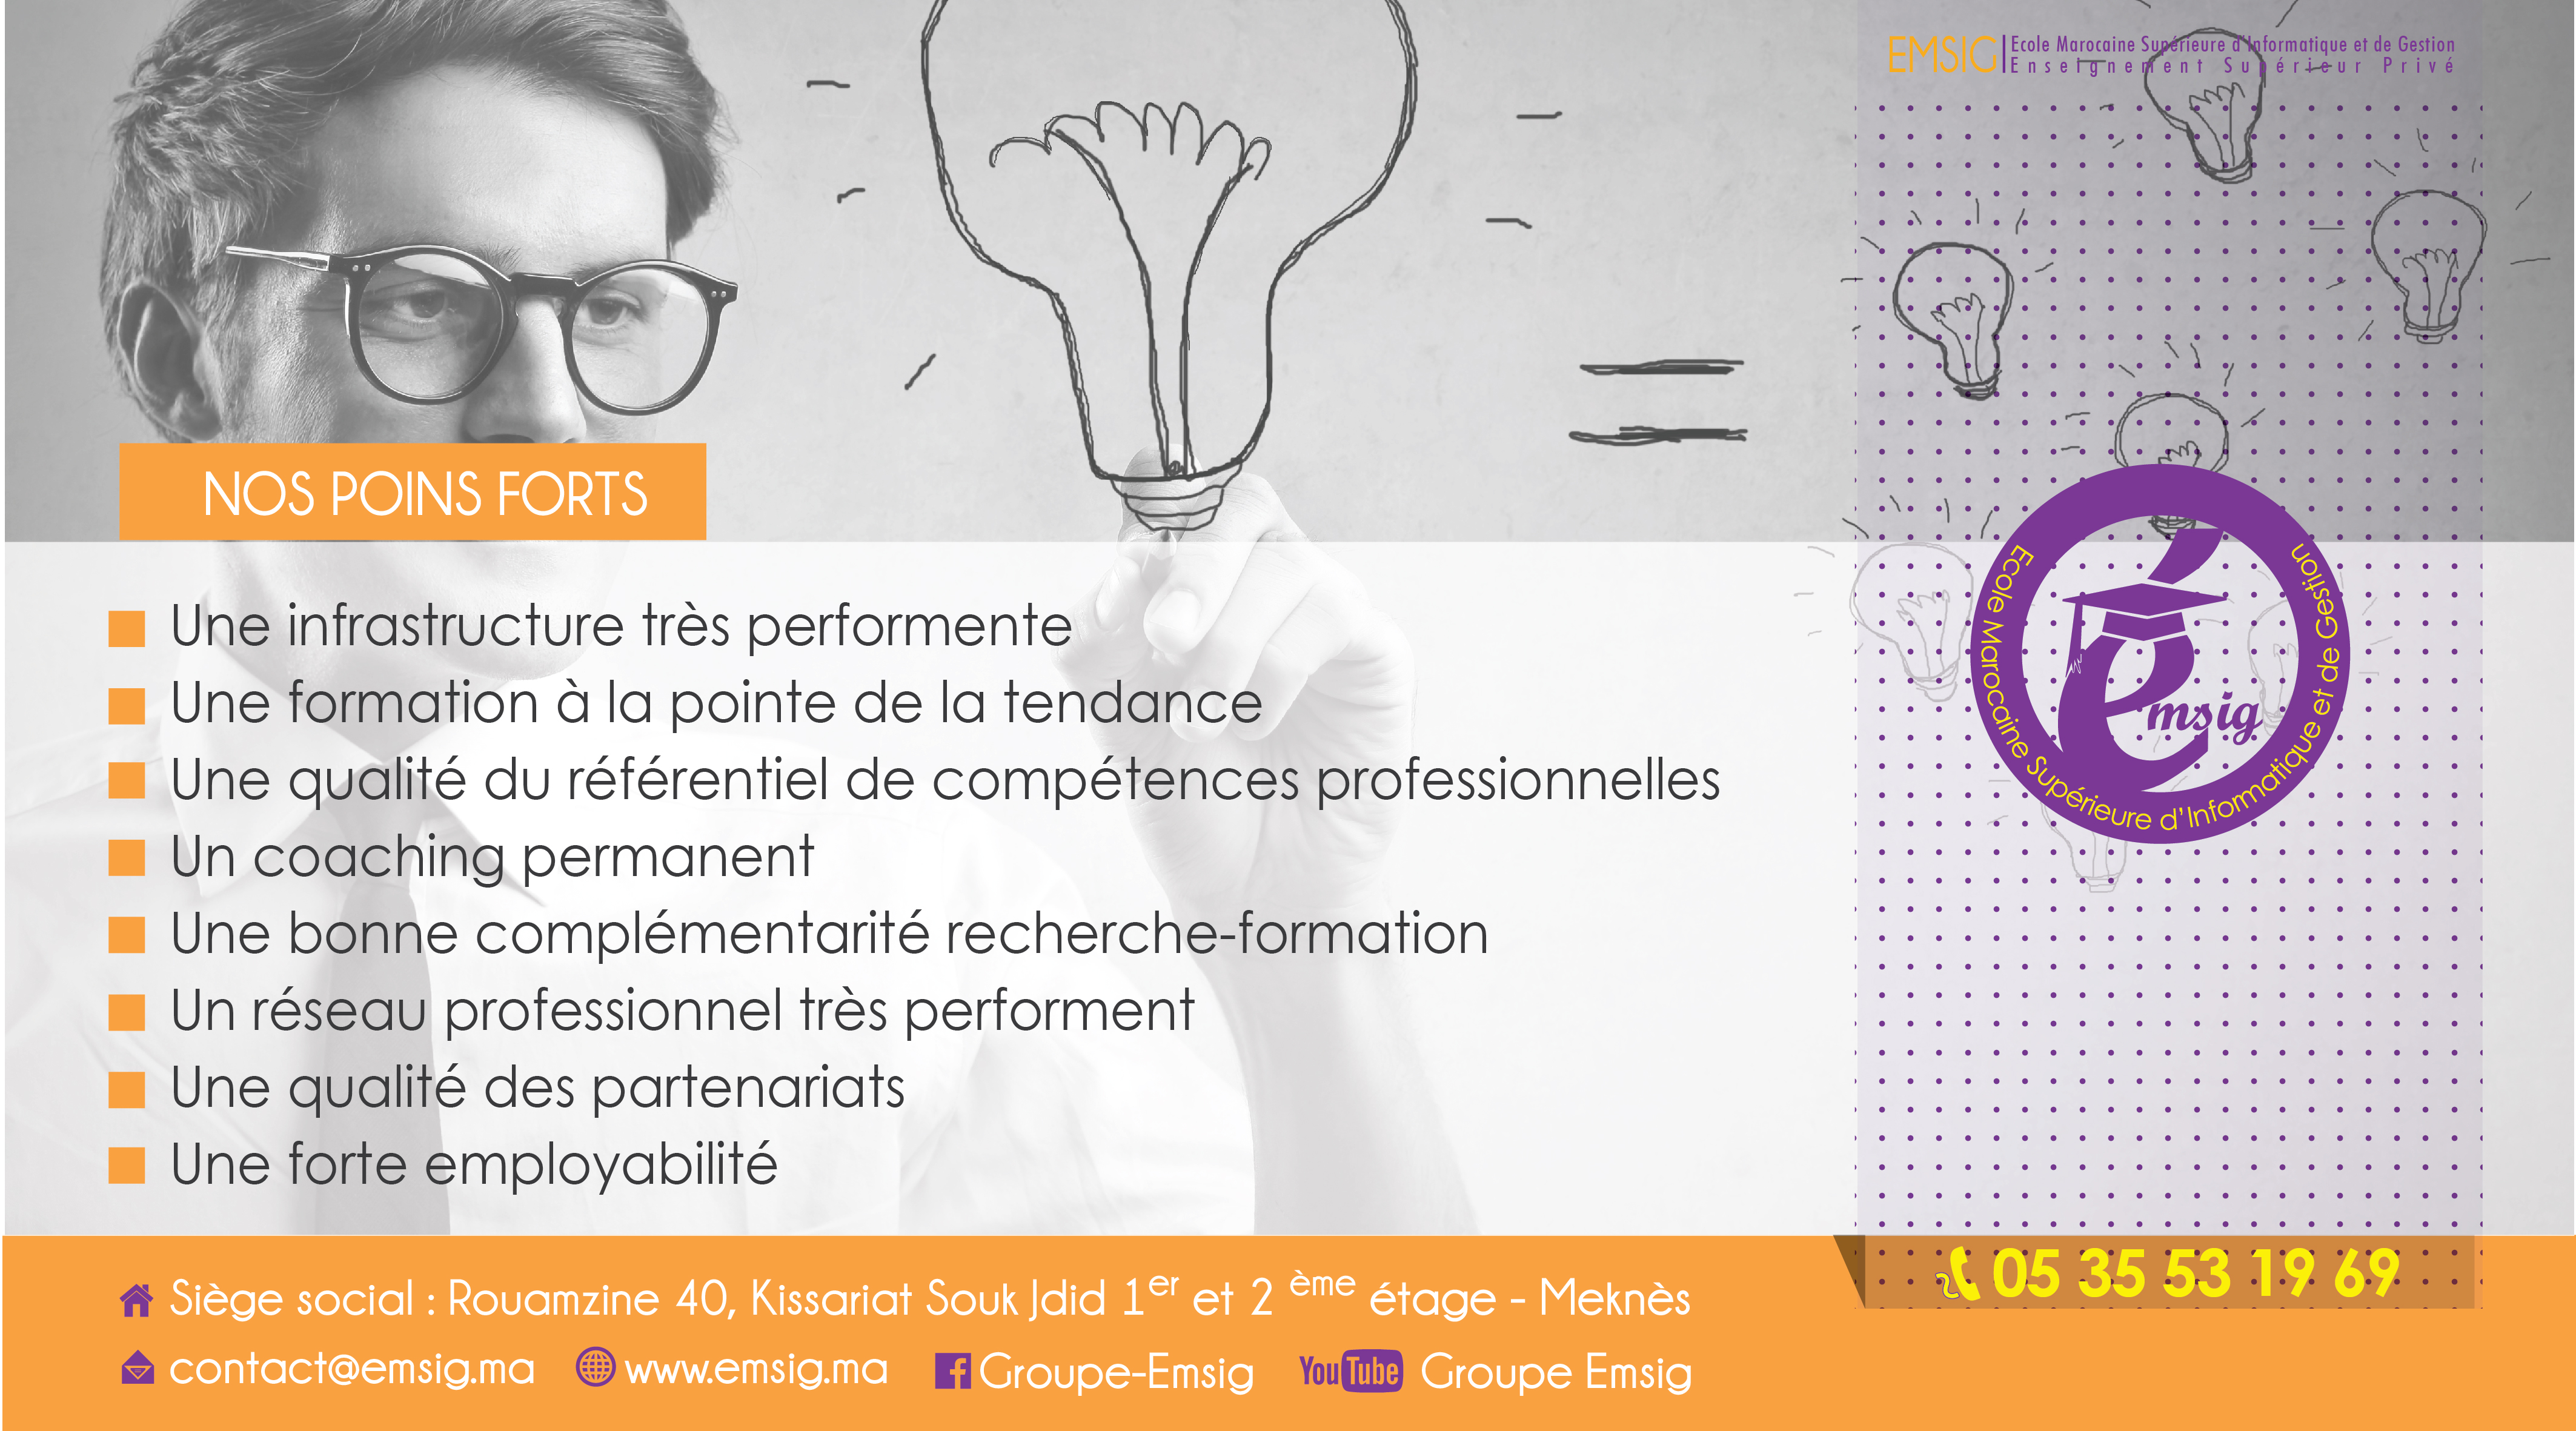 EMSIG Ecole Marocaine Supérieure d'Informatique et de Gestion
Enseignement Supérieur Privé
NOS POINS FORTS
Une infrastructure très performente
Une formation à la pointe de la tendance
Une qualité du référentiel de compétences professionnelles
Un coaching permanent
Une bonne complémentarité recherche-formation
Un réseau professionnel très performent
Une qualité des partenariats
Une forte employabilité
Ecole Marocaine Supérieure d'Informatique et de Gestion
émsig
05 35 53 19 69
Siège social : Rouamzine 40, Kissariat Souk Jdid 1er et 2 ème étage - Meknès
contact@emsig.ma www.emsig.ma Groupe-Emsig YouTube Groupe Emsig